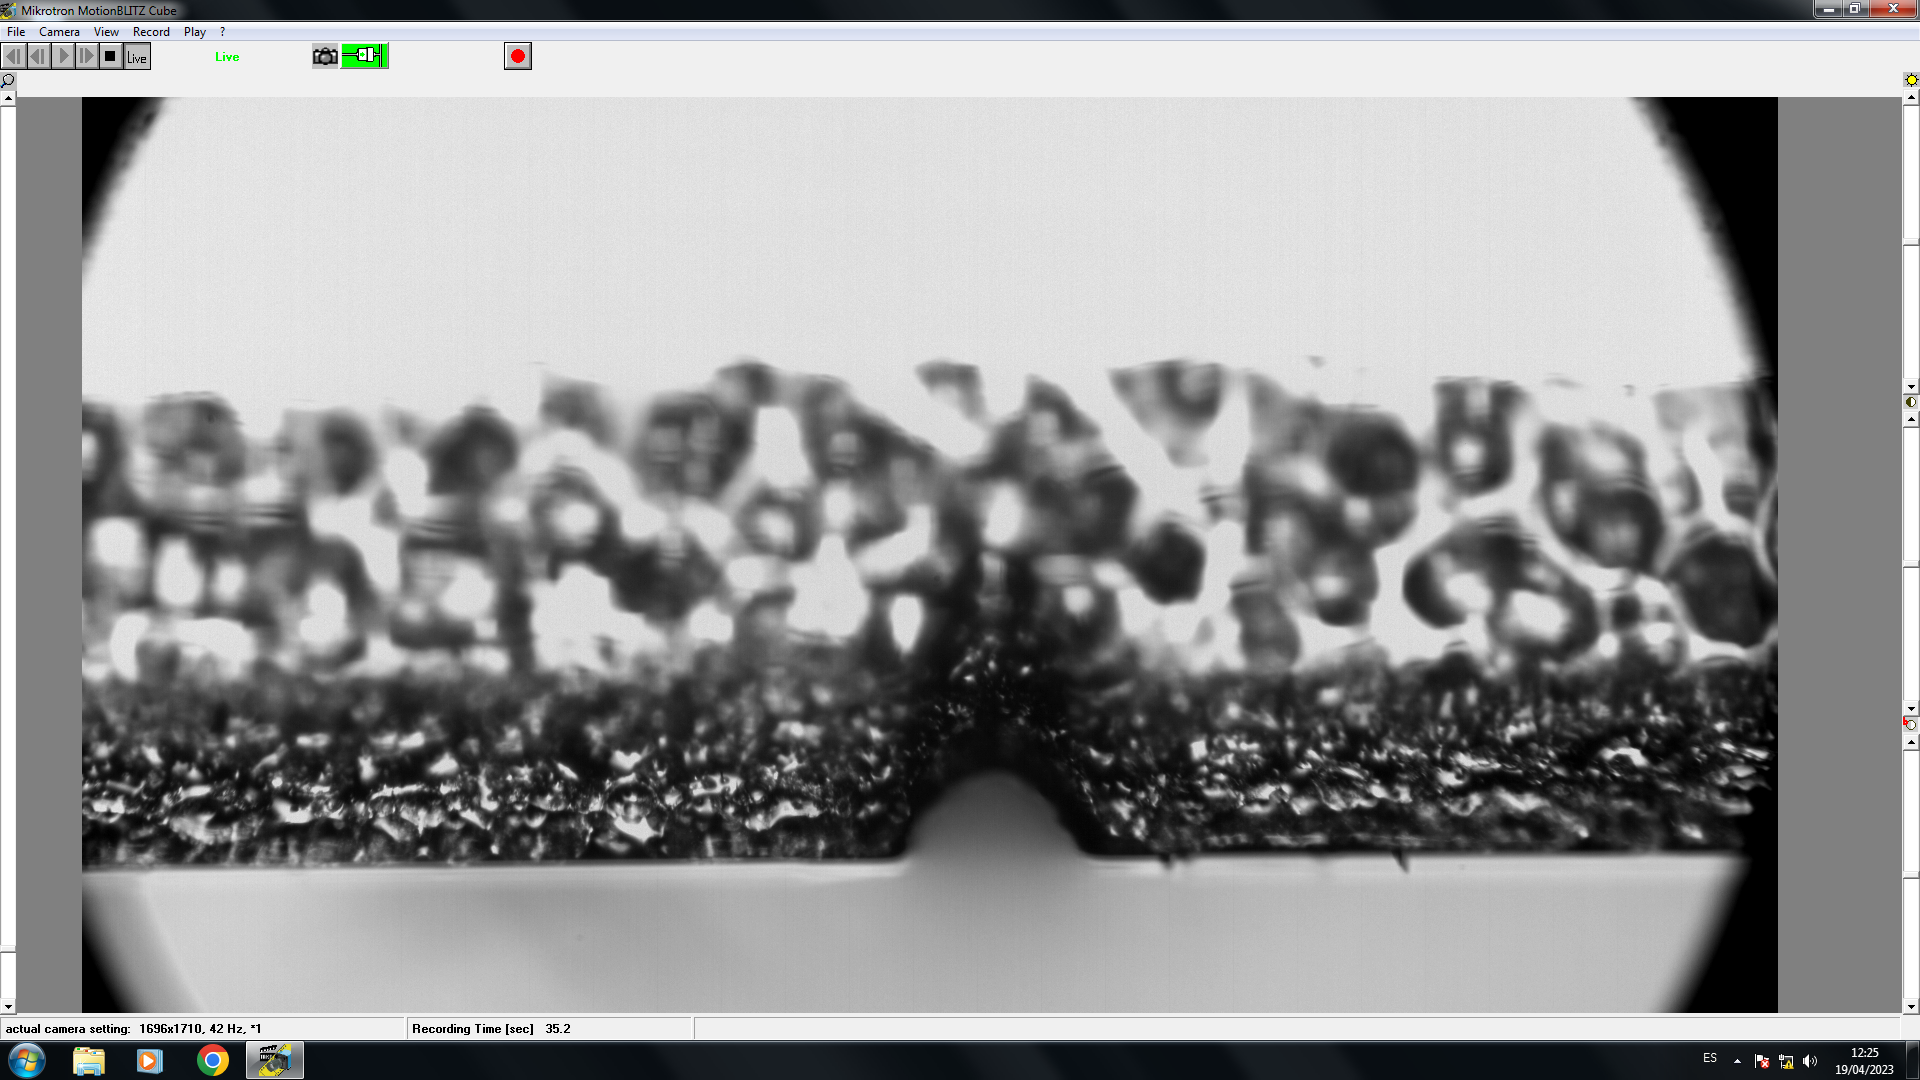 Mikrotron MotionBLITZ Cube
File Camera View Record Play ?
Live Live
actual camera setting: 1696x1710, 42 Hz, *1 Recording Time [sec] 35.2
ES 12:25
19/04/2023